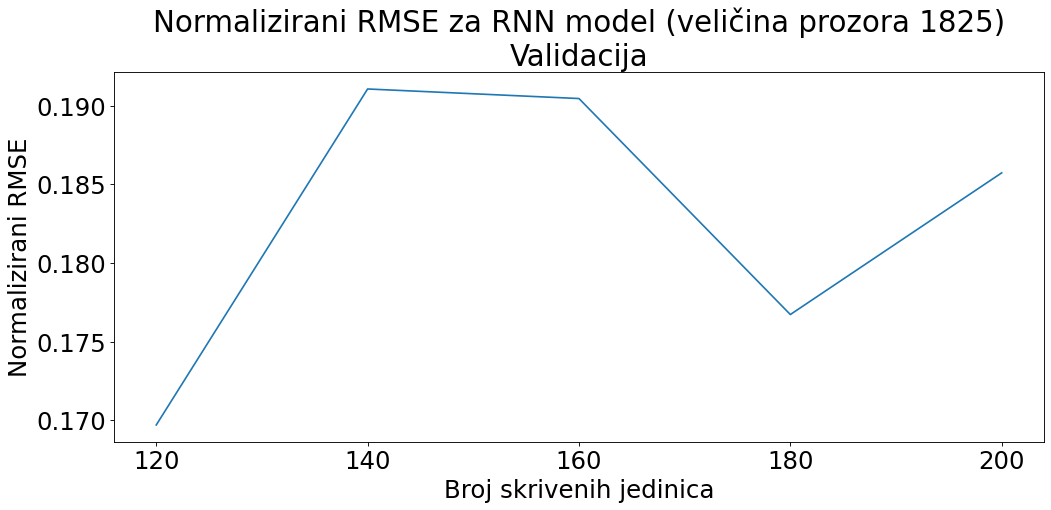 Normalizirani RMSE za RNN model (veličina prozora 1825)
Validacija
Normalizirani RMSE
0.190
0.185
0.180
0.175
0.170
120 140 160 180 200
Broj skrivenih jedinica